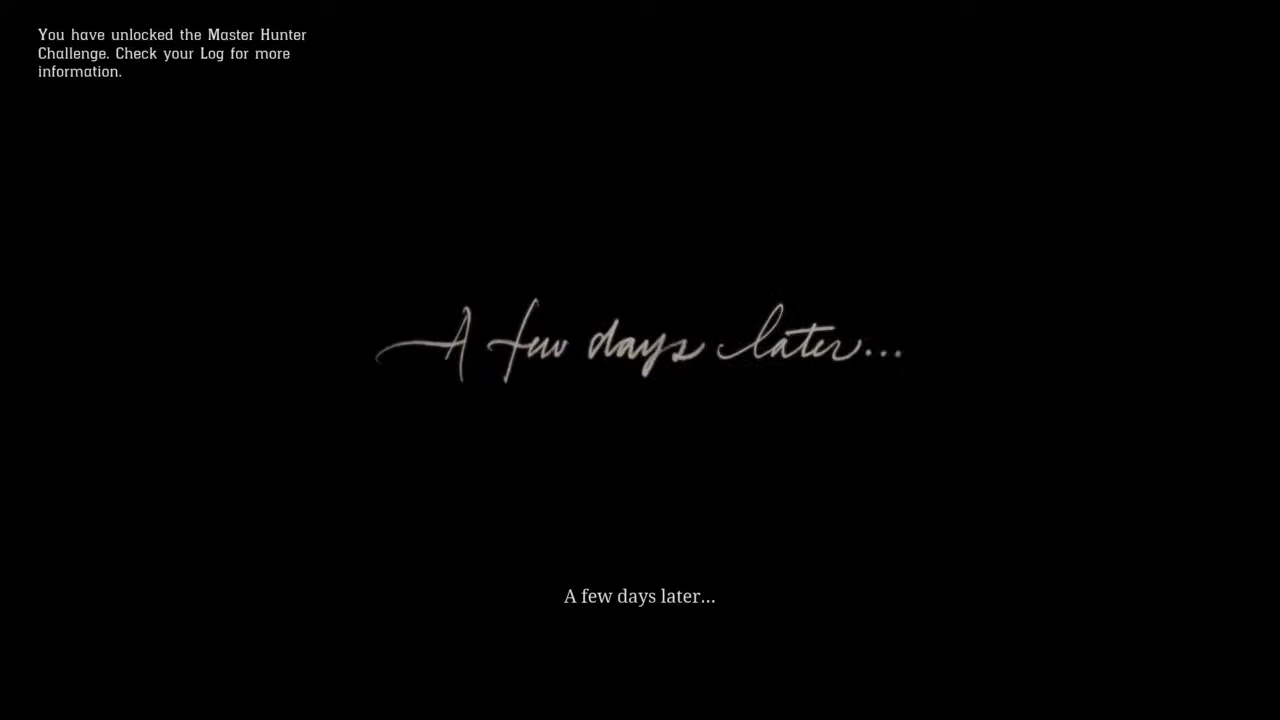 You have unlocked the Master Hunter
Challenge. Check your Log for more
information.
A few days later...
A few days later...